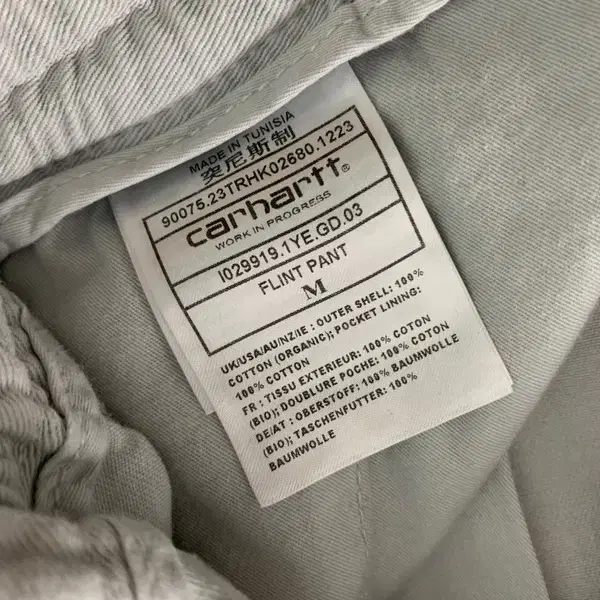 MADE IN TUNISIA
突尼斯制
90075.23TRHK02680.1223
carhartt®
WORK IN PROGRESS
I029919.1YE.GD.03
FLINT PANT
M
UK/USA/AU/NZ/IE : OUTER SHELL: 100%
COTTON (ORGANIC); POCKET LINING:
100% COTTON
FR : TISSU EXTERIEUR: 100% COTON
(BIO); DOUBLURE POCHE: 100% COTON
DE/AT : OBERSTOFF: 100% BAUMWOLLE
(BIO); TASCHENFUTTER: 100%
BAUMWOLLE